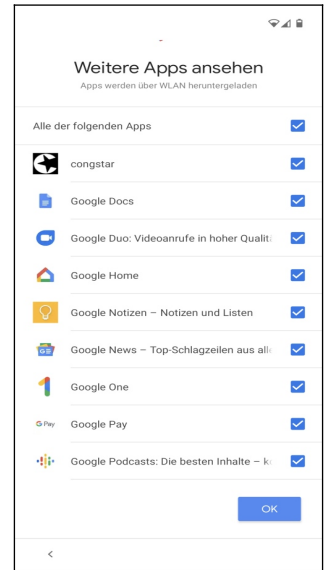 Weitere Apps ansehen
Apps werden über WLAN heruntergeladen
Alle der folgenden Apps
congstar
Google Docs
Google Duo: Videoanrufe in hoher Qualit
Google Home
Google Notizen – Notizen und Listen
Google News – Top-Schlagzeilen aus alle
Google One
G Pay Google Pay
Google Podcasts: Die besten Inhalte – k
OK